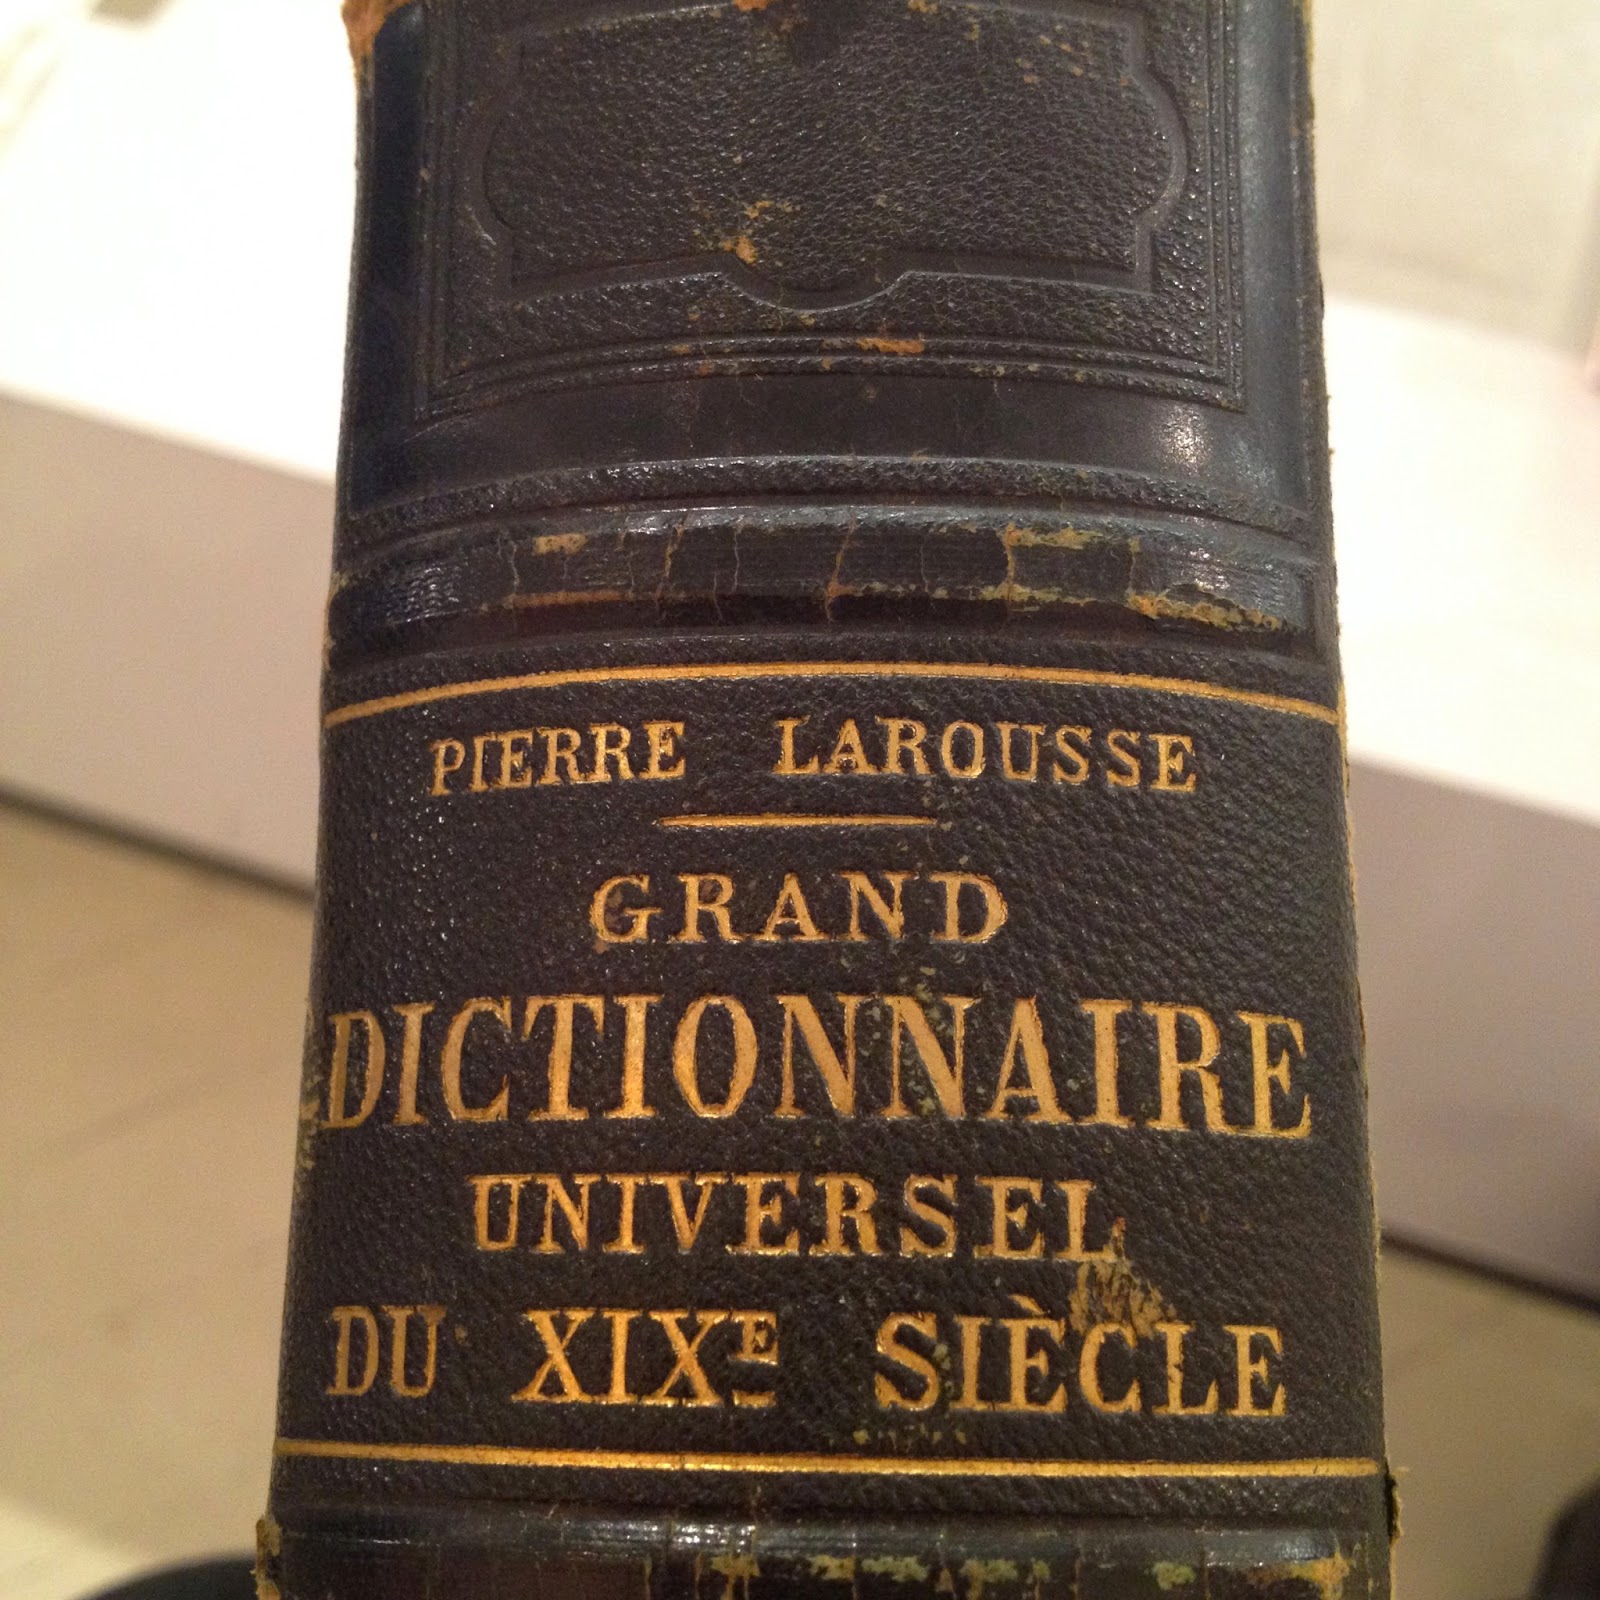 PIERRE LAROUSSE
GRAND
DICTIONNAIRE
UNIVERSEL
DU XIXE SIÈCLE